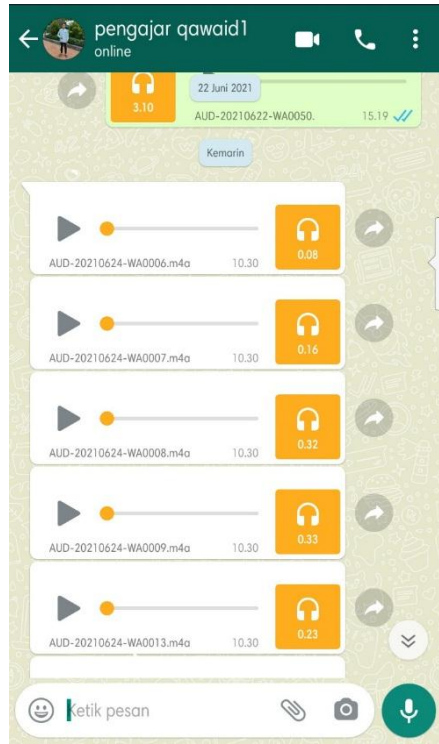 pengajar qawaid1
online
22 Juni 2021
3.10
AUD-20210622-WA0050.
15.19
Kemarin
0.08
AUD-20210624-WA0006.m4a
10.30
0.16
AUD-20210624-WA0007.m4a
10.30
0.32
AUD-20210624-WA0008.m4a
10.30
0.33
AUD-20210624-WA0009.m4a
10.30
0.23
AUD-20210624-WA0013.m4a
10.30
Ketik pesan